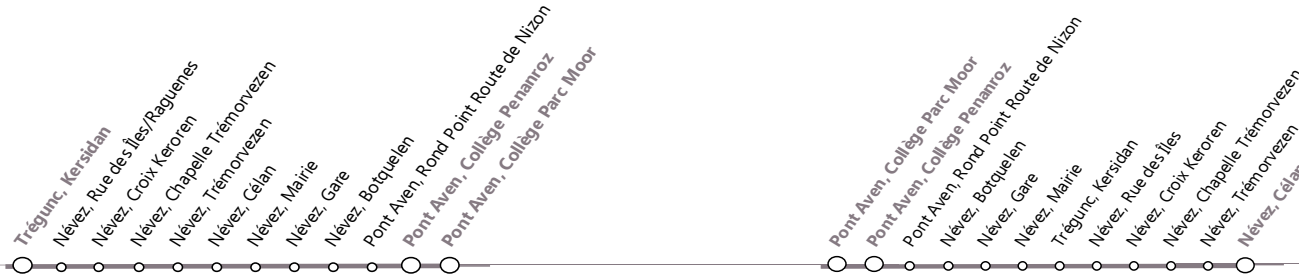 Trégunc, Kersidan
Névez, Rue des Îles/Raguenes
Névez, Croix Keroren
Névez, Chapelle Trémorvezen
Névez, Trémorvezen
Névez, Célan
Névez, Mairie
Névez, Gare
Névez, Botquelen
Pont Aven, Rond Point Route de Nizon
Pont Aven, Collège Penanroz
Pont Aven, Collège Parc Moor
Pont Aven, Collège Parc Moor
Pont Aven, Collège Penanroz
Pont Aven, Rond Point Route de Nizon
Névez, Botquelen
Névez, Gare
Névez, Mairie
Trégunc, Kersidan
Névez, Rue des Îles
Névez, Croix Keroren
Névez, Chapelle Trémorvezen
Névez, Trémorvezen
Névez, Célan